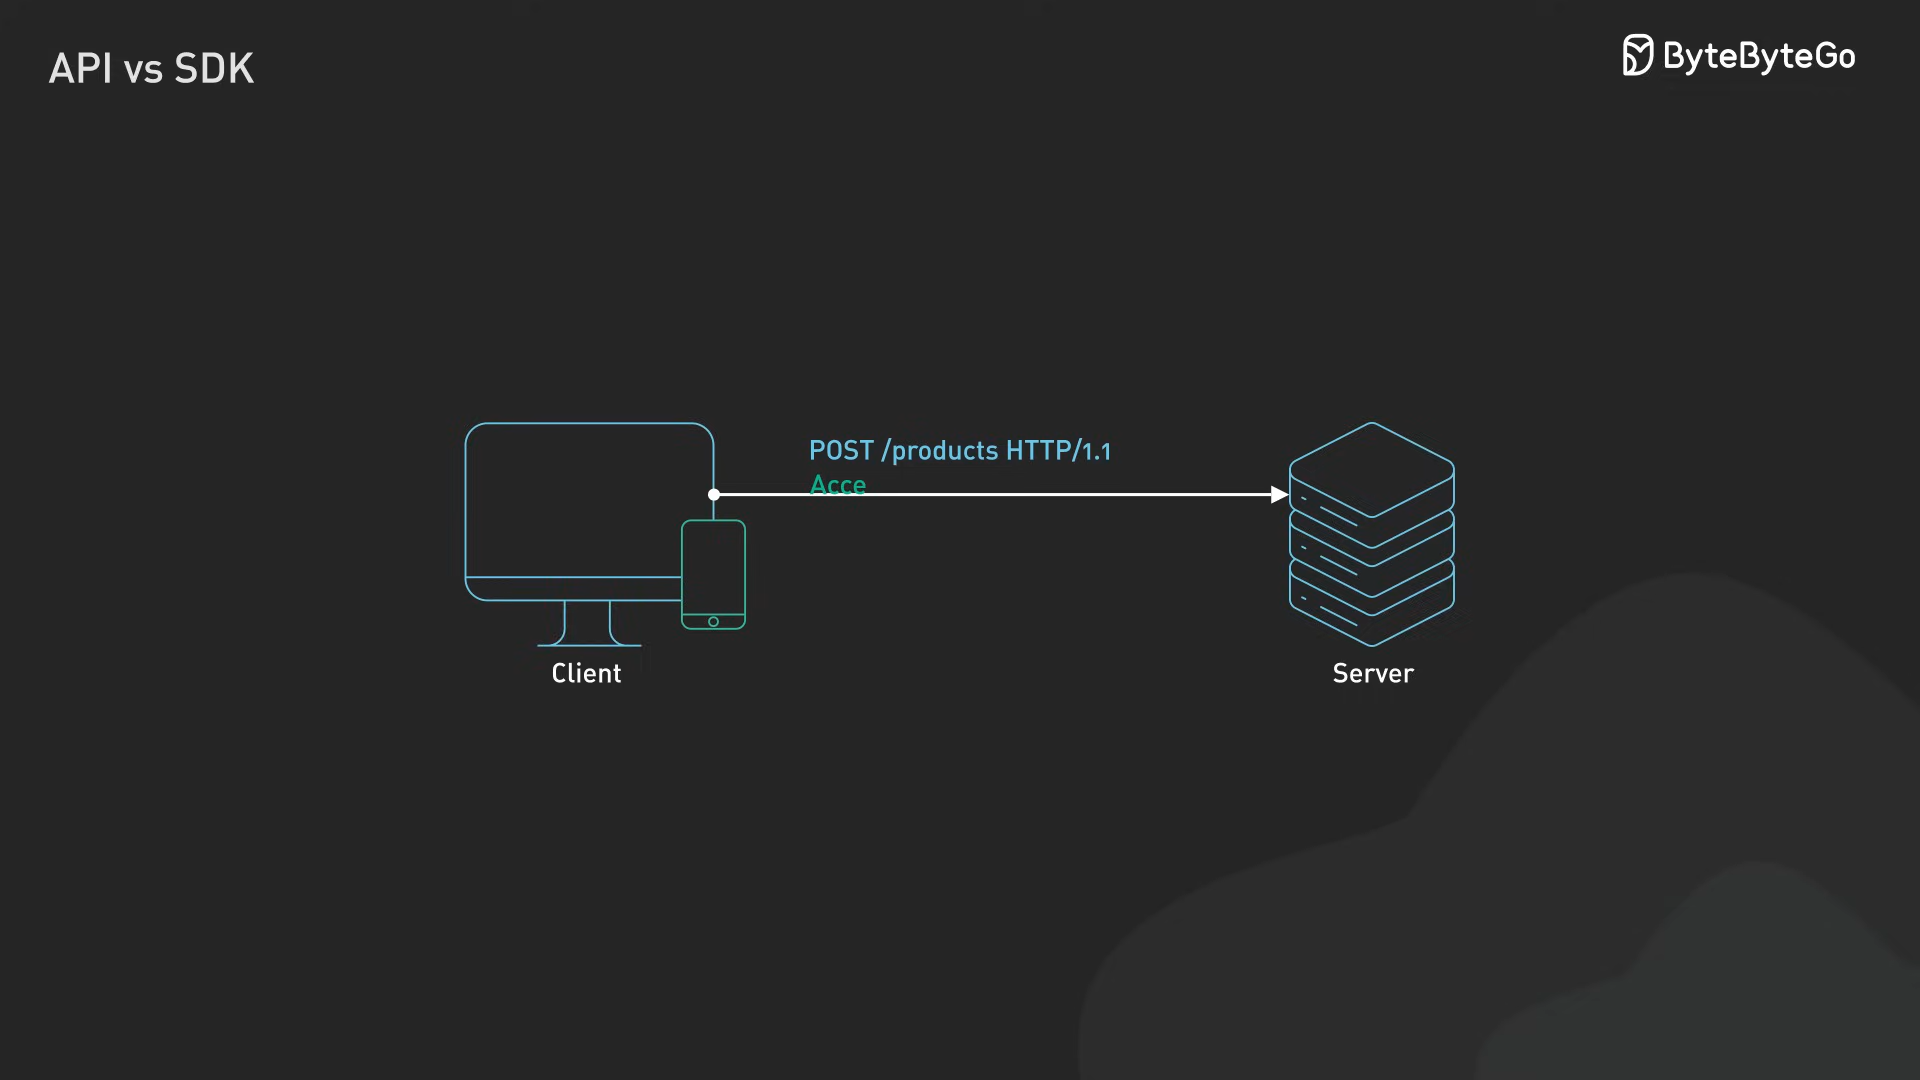 API vs SDK
ByteByteGo
POST /products HTTP/1.1
Acce
Client
Server